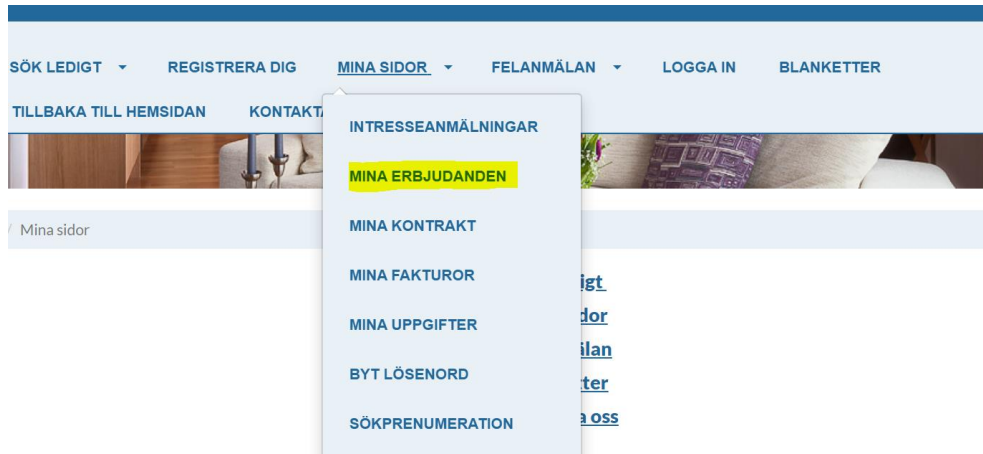 SÖK LEDIGT REGISTRERA DIG MINA SIDOR FELANMÄLAN LOGGA IN BLANKETTER
TILLBAKA TILL HEMSIDAN
INTRESSEANMÄLNINGAR
MINA ERBJUDANDEN
MINA KONTRAKT
MINA FAKTUROR
MINA UPPGIFTER
BYT LÖSENORD
SÖKPRENUMERATION
/ Mina sidor
oss